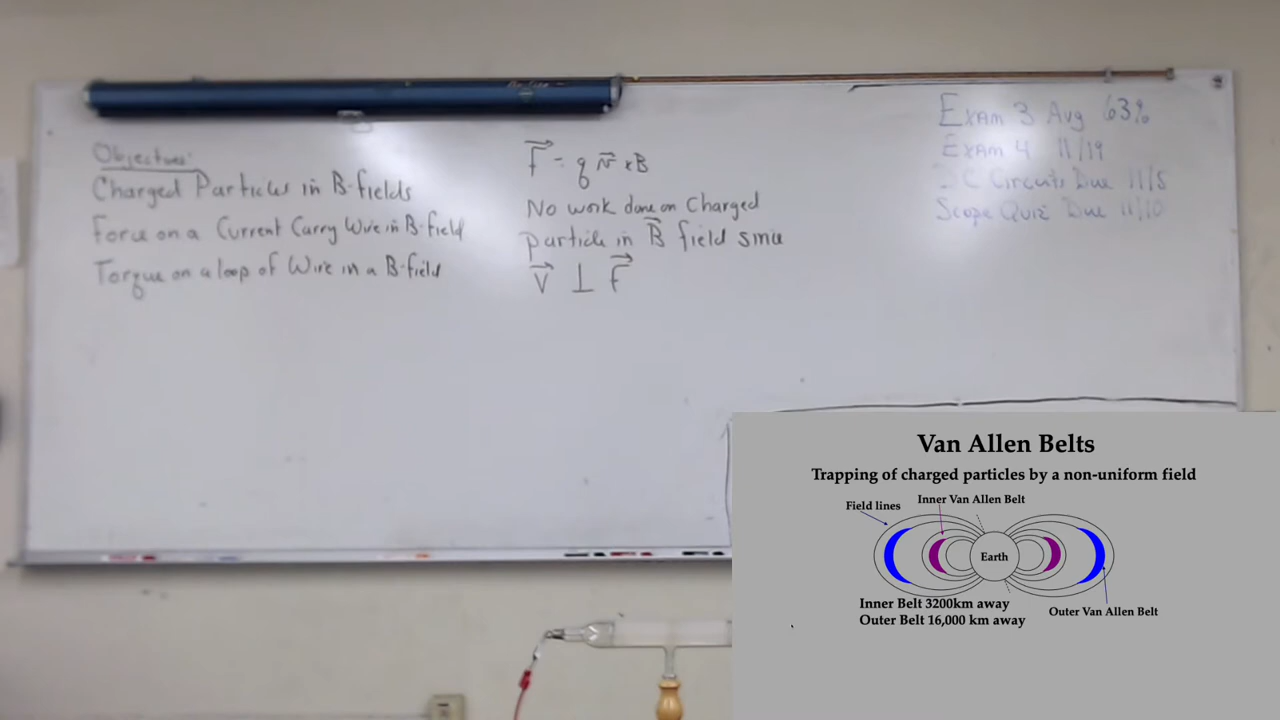 Objectives:
Charged Particles in B-fields
Force on a Current Carry Wire in B-field
Torque on a loop of Wire in a B-field
F = q v x B
No work done on Charged
particle in B field since
V ⊥ F
Exam 3 Avg 63%
Exam 4 11/19
DC Circuits Due 11/5
Scope Quiz Due 11/10
Van Allen Belts
Trapping of charged particles by a non-uniform field
Inner Van Allen Belt
Field lines
Earth
Inner Belt 3200km away
Outer Belt 16,000 km away
Outer Van Allen Belt